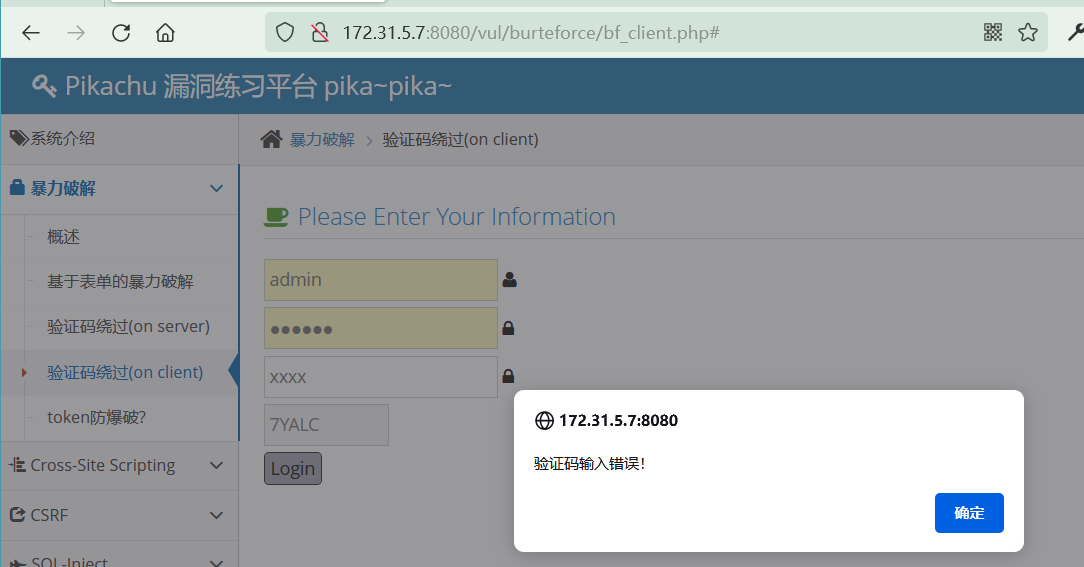 172.31.5.7:8080/vul/burteforce/bf_client.php#
Pikachu 漏洞练习平台 pika~pika~
系统介绍
暴力破解
概述
基于表单的暴力破解
验证码绕过(on server)
验证码绕过(on client)
token防爆破?
Cross-Site Scripting
CSRF
SQL-Inject
暴力破解 > 验证码绕过(on client)
Please Enter Your Information
admin
xxxx
7YALC
Login
172.31.5.7:8080
验证码输入错误！
确定